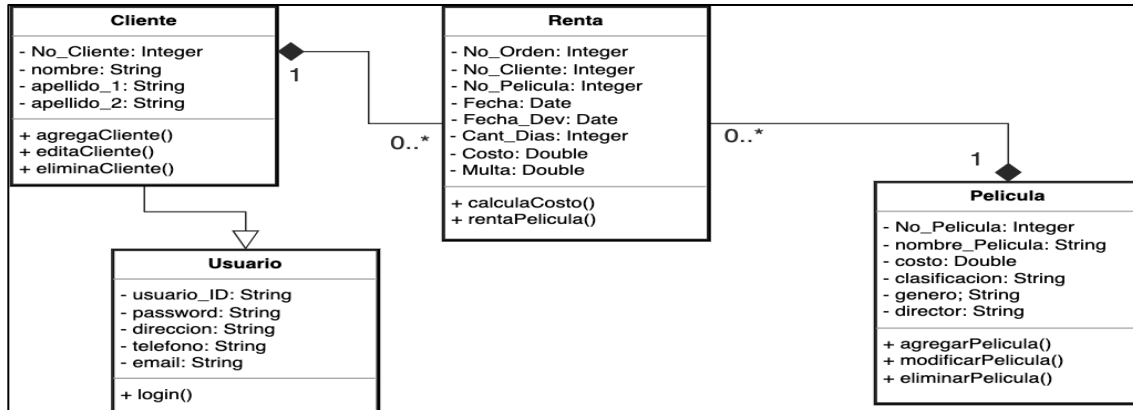 Cliente
- No_Cliente: Integer
- nombre: String
- apellido_1: String
- apellido_2: String
+ agregaCliente()
+ editaCliente()
+ eliminaCliente()
1
0..*
Renta
- No_Orden: Integer
- No_Cliente: Integer
- No_Pelicula: Integer
- Fecha: Date
- Fecha_Dev: Date
- Cant_Dias: Integer
- Costo: Double
- Multa: Double
+ calculaCosto()
+ rentaPelicula()
0..*
1
Usuario
- usuario_ID: String
- password: String
- direccion: String
- telefono: String
- email: String
+ login()
Pelicula
- No_Pelicula: Integer
- nombre_Pelicula: String
- costo: Double
- clasificacion: String
- genero; String
- director: String
+ agregarPelicula()
+ modificarPelicula()
+ eliminarPelicula()